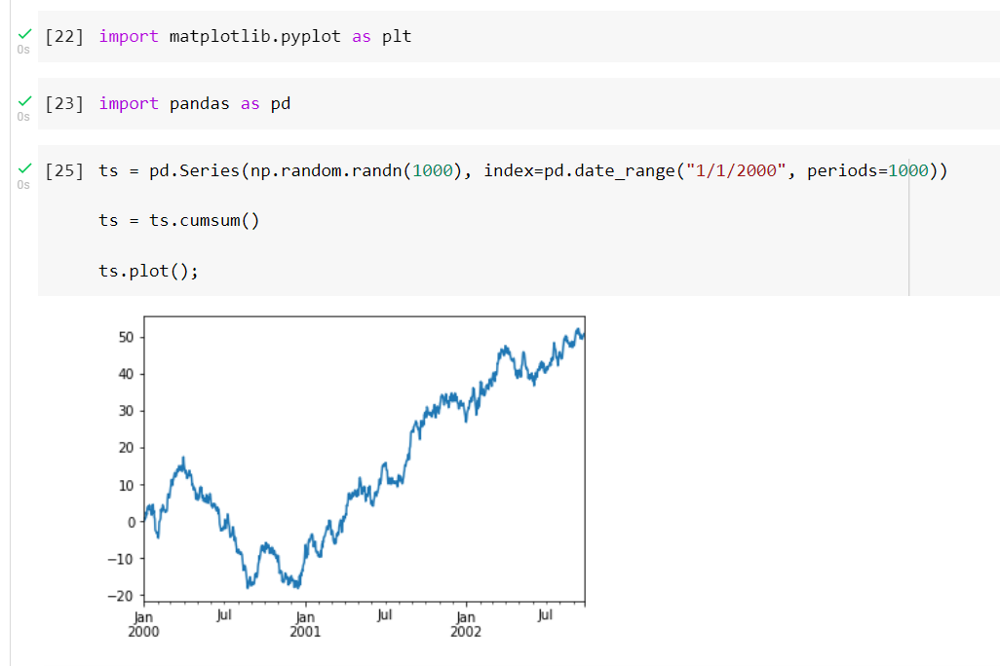 [22] import matplotlib.pyplot as plt
0s
[23] import pandas as pd
0s
[25] ts = pd.Series(np.random.randn(1000), index=pd.date_range("1/1/2000", periods=1000))
0s
ts = ts.cumsum()
ts.plot();
50
40
30
20
10
0
−10
−20
Jan Jul Jan Jul Jan Jul
2000 2001 2002